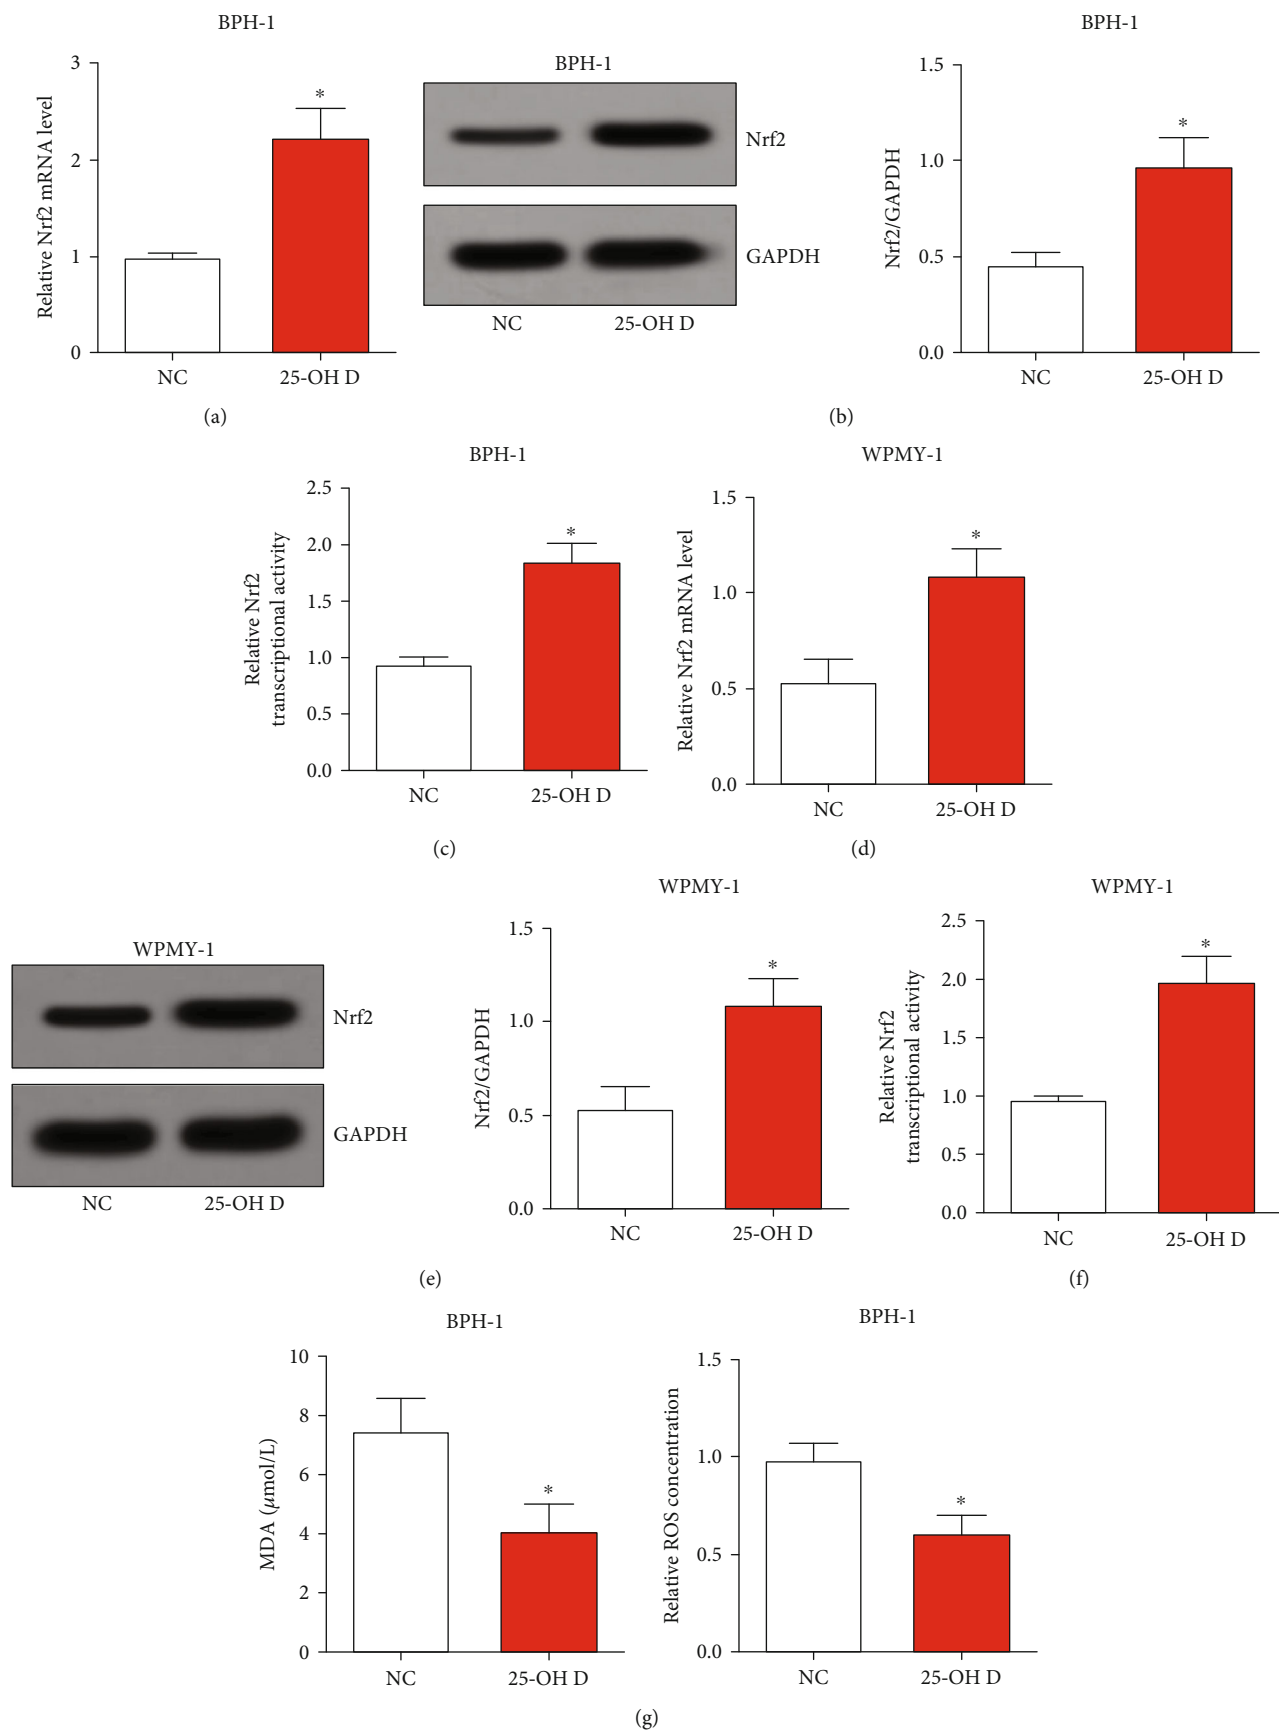 BPH-1
Relative Nrf2 mRNA level
3
2
1
0
*
NC
25-OH D
(a)
BPH-1
Nrf2
GAPDH
NC
25-OH D
BPH-1
Nrf2/GAPDH
1.5
1.0
0.5
0.0
*
NC
25-OH D
(b)
BPH-1
Relative Nrf2
transcriptional activity
2.5
2.0
1.5
1.0
0.5
0.0
*
NC
25-OH D
(c)
WPMY-1
Relative Nrf2 mRNA level
1.5
1.0
0.5
0.0
*
NC
25-OH D
(d)
WPMY-1
Nrf2
GAPDH
NC
25-OH D
WPMY-1
Nrf2/GAPDH
1.5
1.0
0.5
0.0
*
NC
25-OH D
(e)
WPMY-1
Relative Nrf2
transcriptional activity
2.5
2.0
1.5
1.0
0.5
0.0
*
NC
25-OH D
(f)
BPH-1
MDA (μmol/L)
10
8
6
4
2
0
*
NC
25-OH D
BPH-1
Relative ROS concentration
1.5
1.0
0.5
0.0
*
NC
25-OH D
(g)